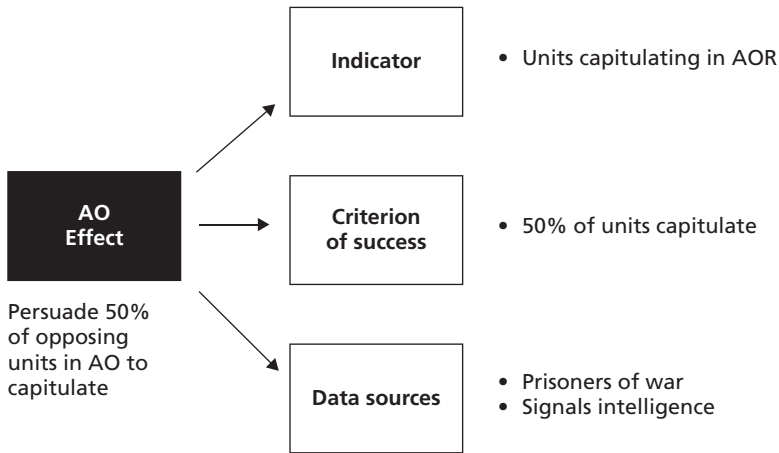 Indicator
• Units capitulating in AOR
AO
Effect
Persuade 50%
of opposing
units in AO to
capitulate
Criterion
of success
• 50% of units capitulate
Data sources
• Prisoners of war
• Signals intelligence